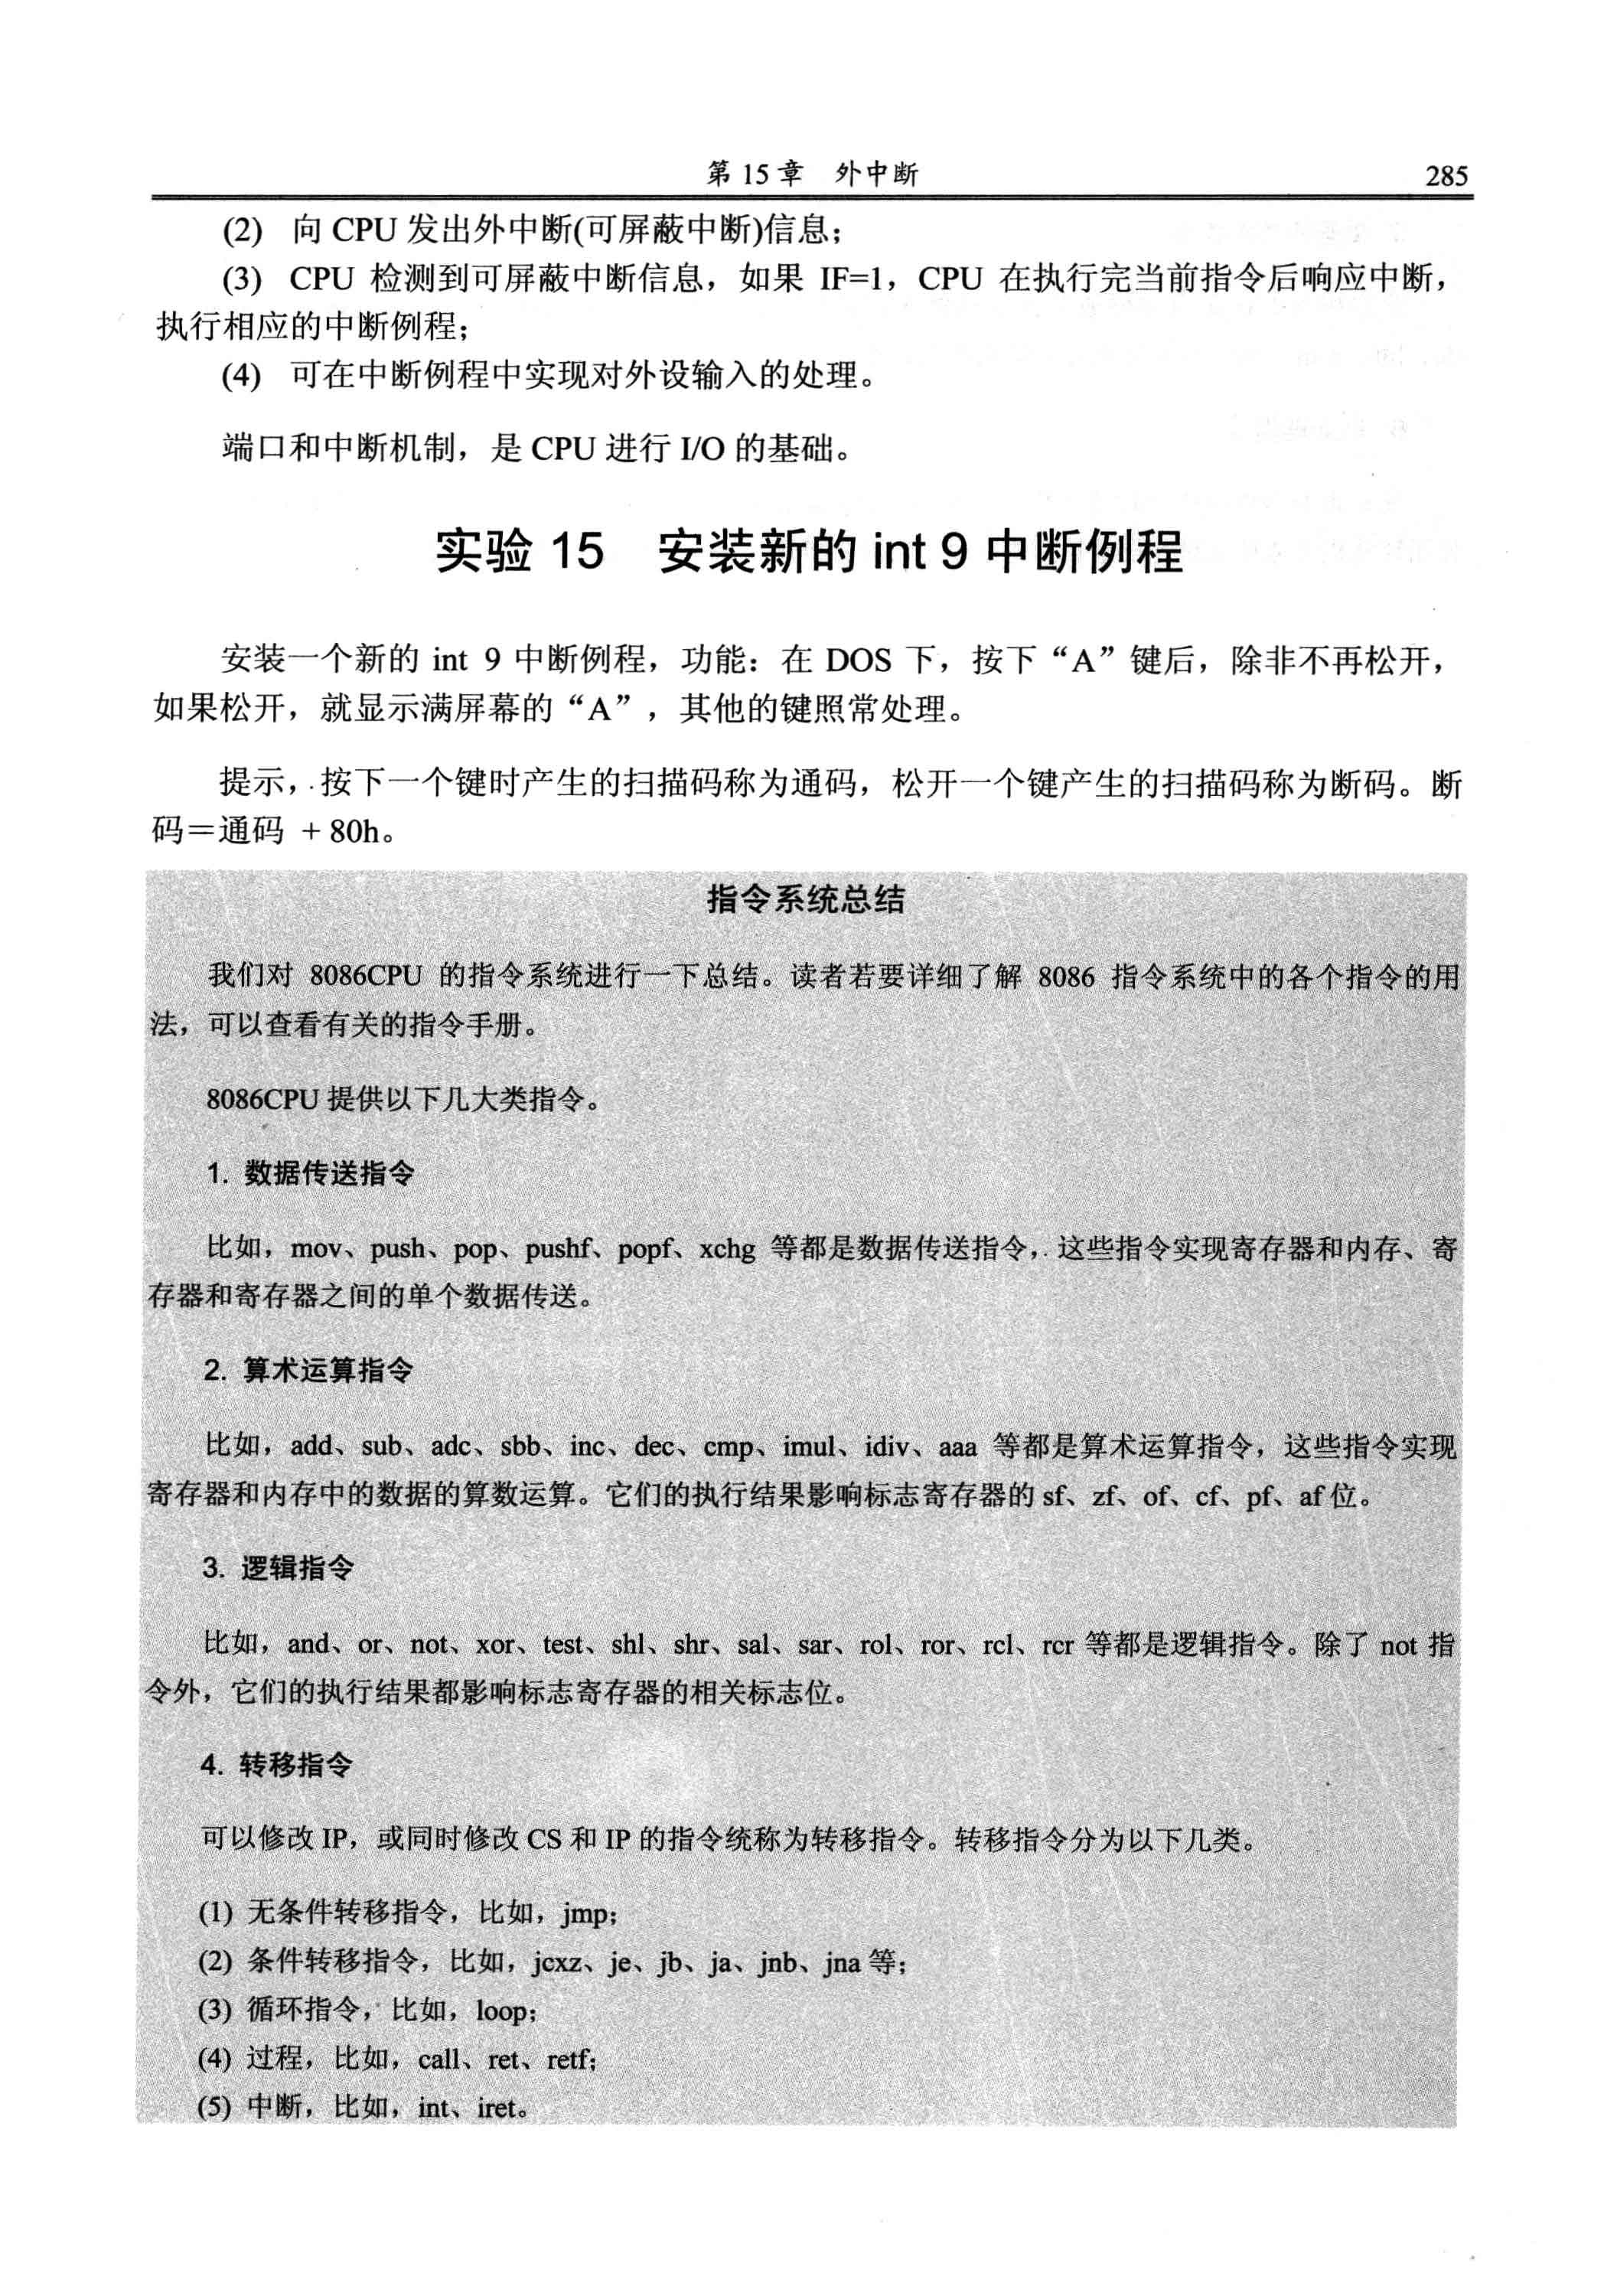 第 15 章 外中断 285
(2) 向 CPU 发出外中断(可屏蔽中断)信息；
(3) CPU 检测到可屏蔽中断信息，如果 IF=1，CPU 在执行完当前指令后响应中断，
执行相应的中断例程；
(4) 可在中断例程中实现对外设输入的处理。
端口和中断机制，是 CPU 进行 I/O 的基础。
实验 15 安装新的 int 9 中断例程
安装一个新的 int 9 中断例程，功能：在 DOS 下，按下“A”键后，除非不再松开，
如果松开，就显示满屏幕的“A”，其他的键照常处理。
提示，按下一个键时产生的扫描码称为通码，松开一个键产生的扫描码称为断码。断
码＝通码 + 80h。
指令系统总结
我们对 8086CPU 的指令系统进行一下总结。读者若要详细了解 8086 指令系统中的各个指令的用
法，可以查看有关的指令手册。
8086CPU 提供以下几大类指令。
1. 数据传送指令
比如，mov、push、pop、pushf、popf、xchg 等都是数据传送指令，这些指令实现寄存器和内存、寄
存器和寄存器之间的单个数据传送。
2. 算术运算指令
比如，add、sub、adc、sbb、inc、dec、cmp、imul、idiv、aaa 等都是算术运算指令，这些指令实现
寄存器和内存中的数据的算数运算。它们的执行结果影响标志寄存器的 sf、zf、of、cf、pf、af 位。
3. 逻辑指令
比如，and、or、not、xor、test、shl、shr、sal、sar、rol、ror、rcl、rcr 等都是逻辑指令。除了 not 指
令外，它们的执行结果都影响标志寄存器的相关标志位。
4. 转移指令
可以修改 IP，或同时修改 CS 和 IP 的指令统称为转移指令。转移指令分为以下几类。
(1) 无条件转移指令，比如，jmp；
(2) 条件转移指令，比如，jcxz、je、jb、ja、jnb、jna 等；
(3) 循环指令，比如，loop；
(4) 过程，比如，call、ret、retf；
(5) 中断，比如，int、iret。